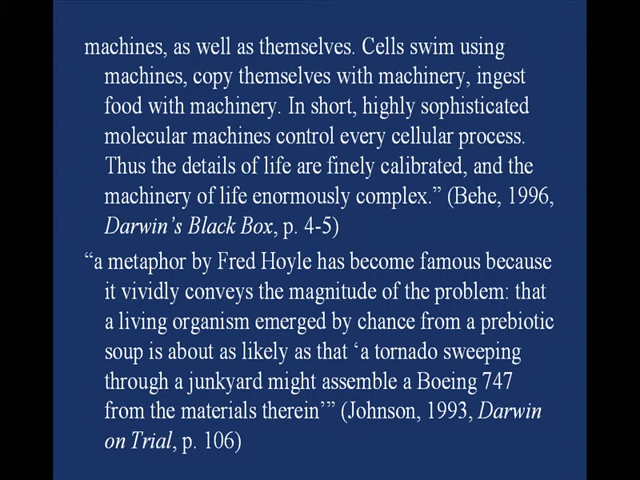 machines, as well as themselves. Cells swim using
machines, copy themselves with machinery, ingest
food with machinery. In short, highly sophisticated
molecular machines control every cellular process.
Thus the details of life are finely calibrated, and the
machinery of life enormously complex.” (Behe, 1996,
Darwin’s Black Box, p. 4-5)
“a metaphor by Fred Hoyle has become famous because
it vividly conveys the magnitude of the problem: that
a living organism emerged by chance from a prebiotic
soup is about as likely as that ‘a tornado sweeping
through a junkyard might assemble a Boeing 747
from the materials therein’” (Johnson, 1993, Darwin
on Trial, p. 106)